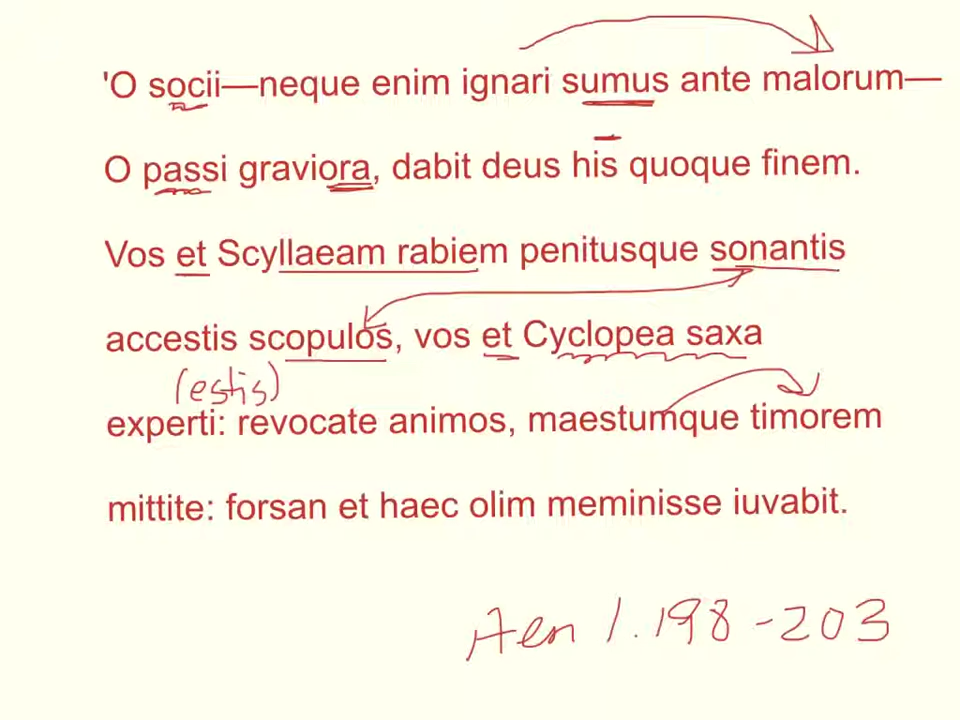 'O socii—neque enim ignari sumus ante malorum—
O passi graviora, dabit deus his quoque finem.
Vos et Scyllaeam rabiem penitusque sonantis
accestis scopulos, vos et Cyclopea saxa
(estis)
experti: revocate animos, maestumque timorem
mittite: forsan et haec olim meminisse iuvabit.
Aen 1.198-203